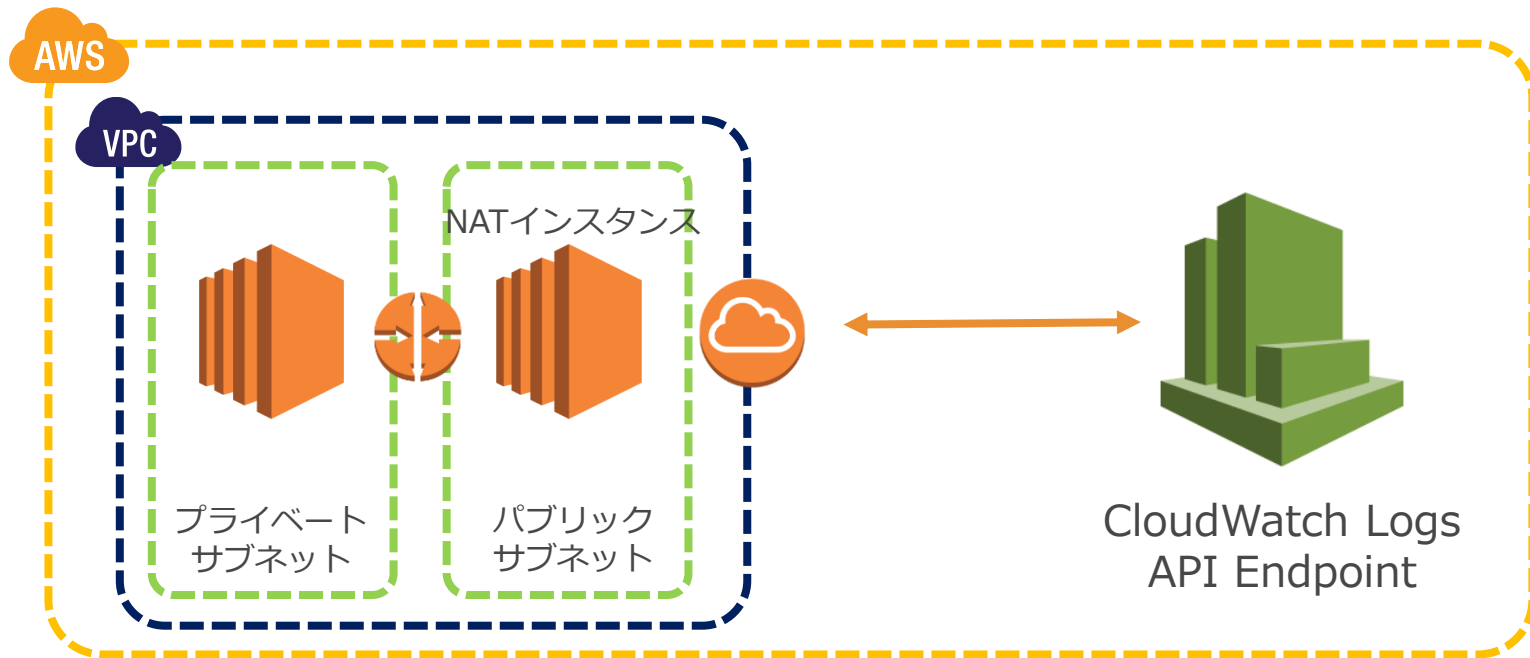 AWS
VPC
NATインスタンス
プライベート
サブネット
パブリック
サブネット
CloudWatch Logs
API Endpoint